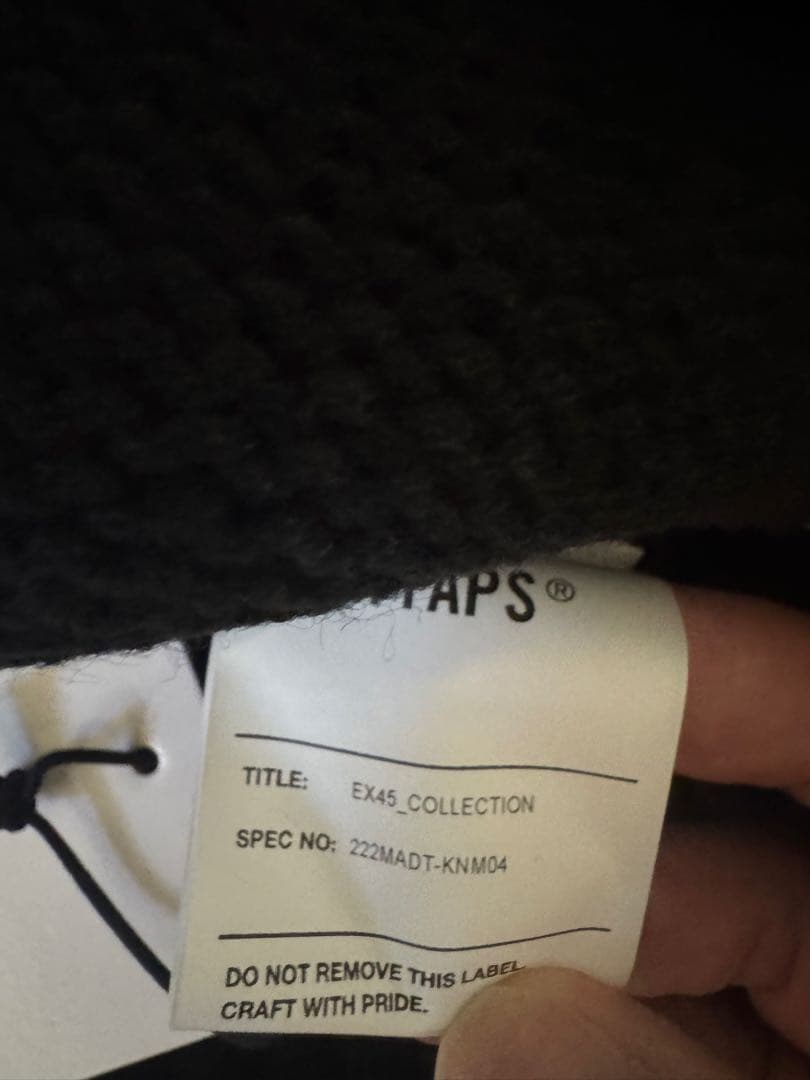 TAPS®
TITLE: EX45_COLLECTION
SPEC NO: 222MADT-KNM04
DO NOT REMOVE THIS LABEL
CRAFT WITH PRIDE.